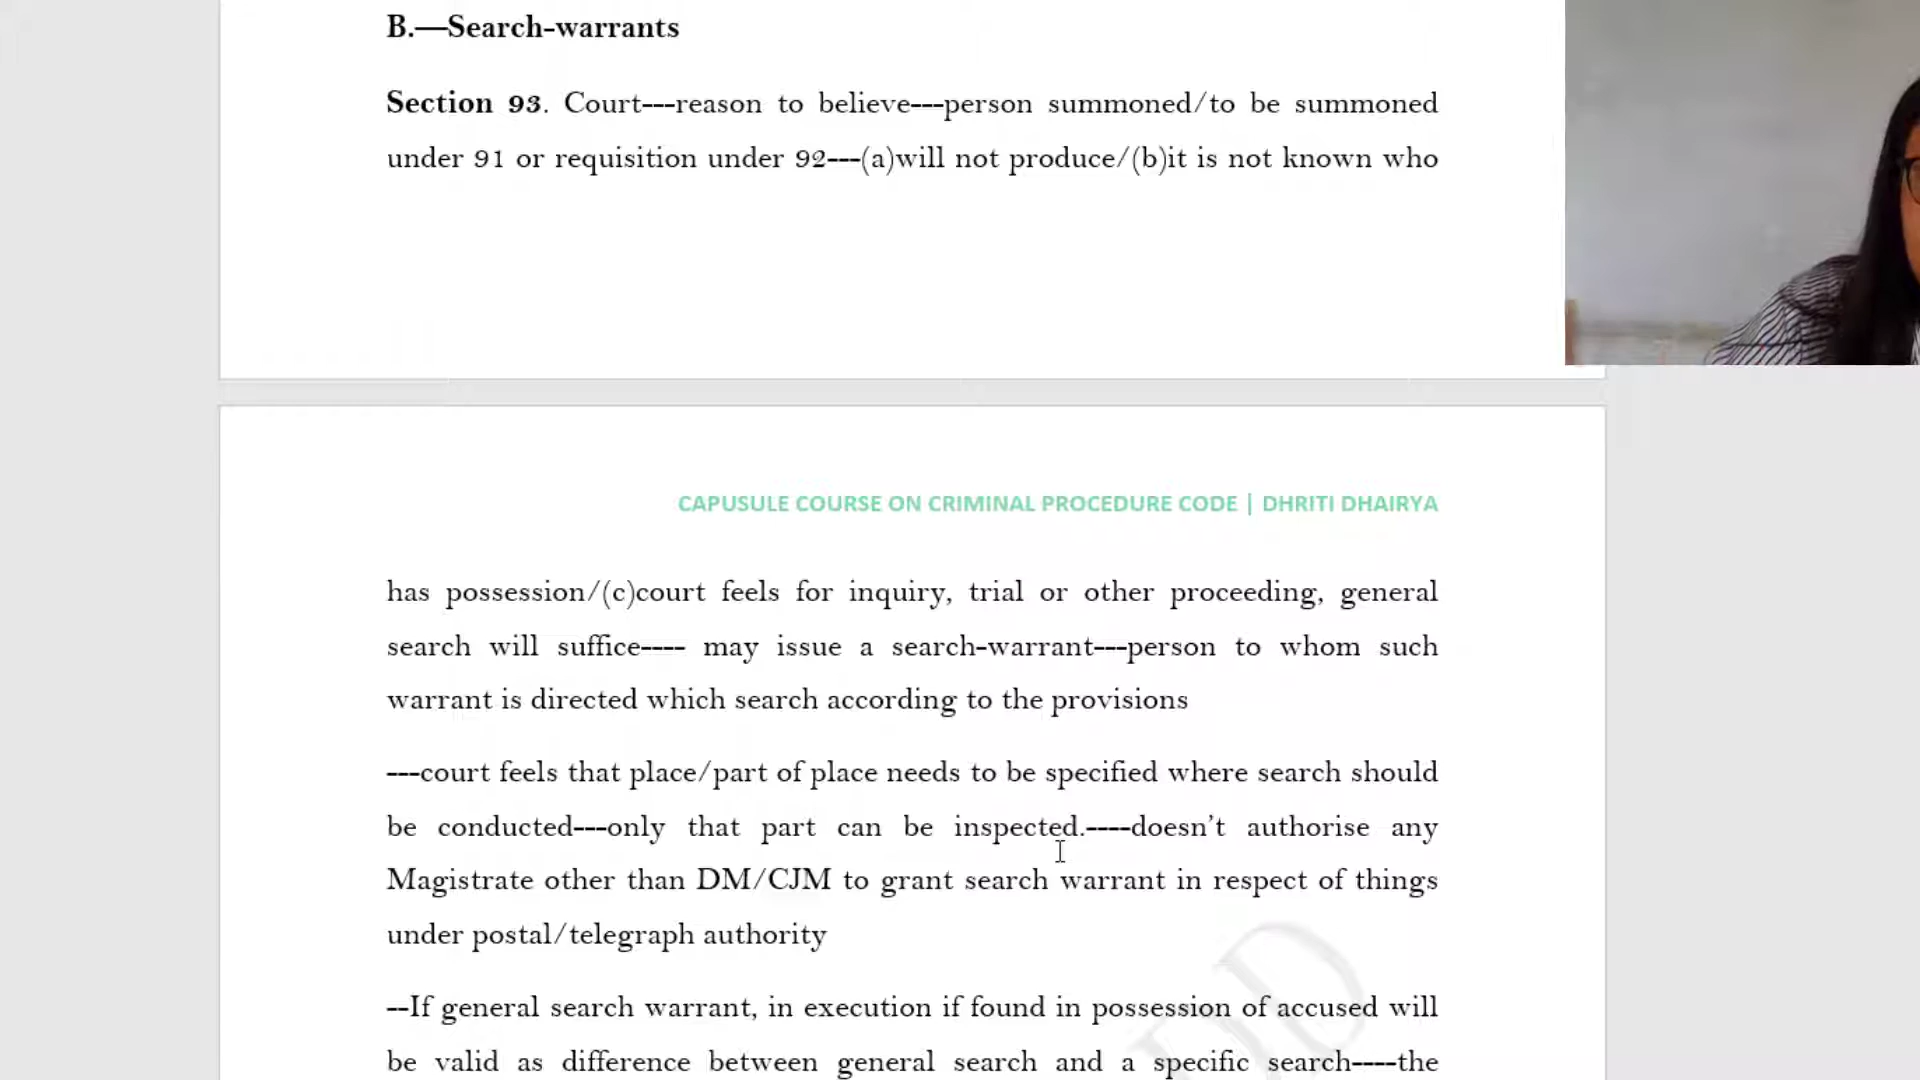 B.—Search-warrants
Section 93. Court---reason to believe---person summoned/to be summoned
under 91 or requisition under 92---(a)will not produce/(b)it is not known who
CAPUSULE COURSE ON CRIMINAL PROCEDURE CODE | DHRITI DHAIRYA
has possession/(c)court feels for inquiry, trial or other proceeding, general
search will suffice---- may issue a search-warrant---person to whom such
warrant is directed which search according to the provisions
---court feels that place/part of place needs to be specified where search should
be conducted---only that part can be inspected.----doesn’t authorise any
Magistrate other than DM/CJM to grant search warrant in respect of things
under postal/telegraph authority
--If general search warrant, in execution if found in possession of accused will
be valid as difference between general search and a specific search----the